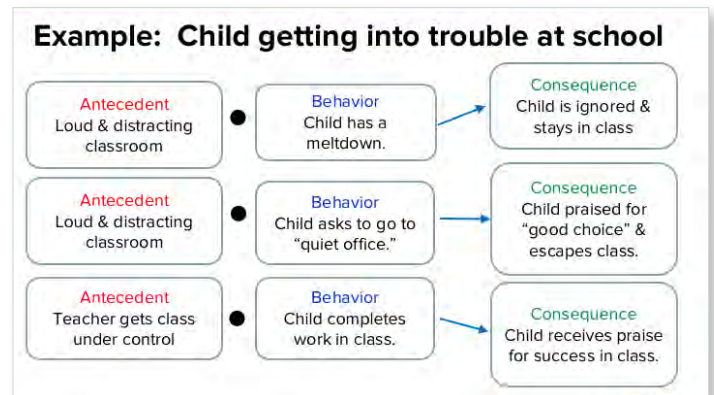 Example: Child getting into trouble at school
Antecedent
Loud & distracting
classroom
Behavior
Child has a
meltdown.
Consequence
Child is ignored &
stays in class
Antecedent
Loud & distracting
classroom
Behavior
Child asks to go to
“quiet office.”
Consequence
Child praised for
“good choice” &
escapes class.
Antecedent
Teacher gets class
under control
Behavior
Child completes
work in class.
Consequence
Child receives praise
for success in class.